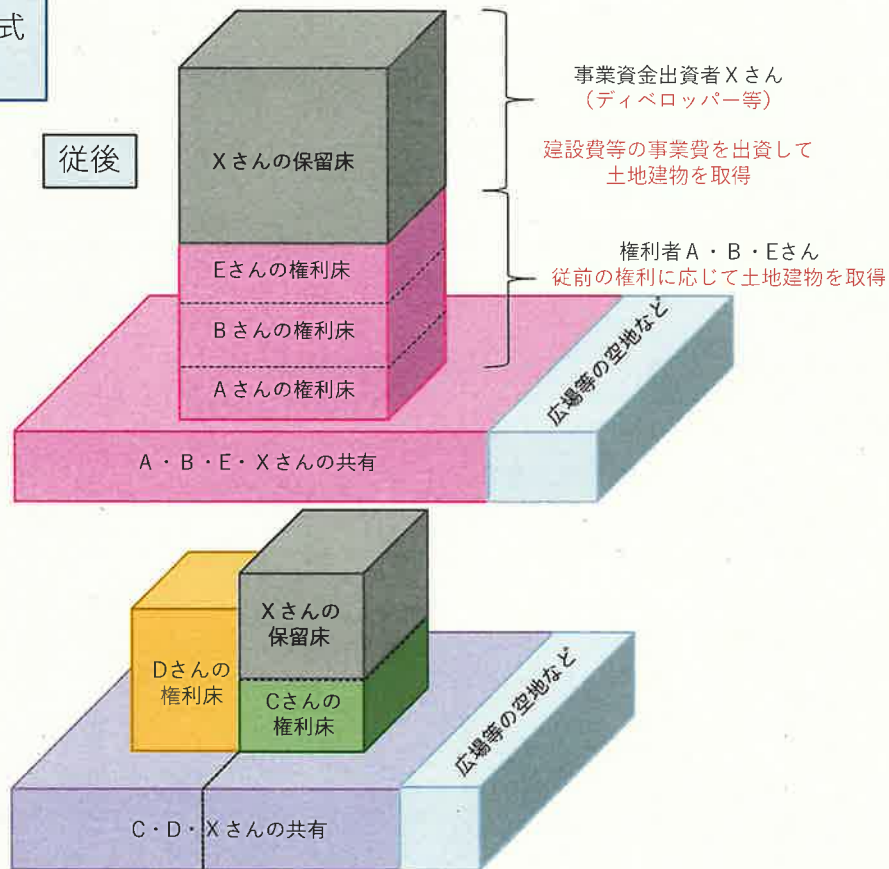 式
従後
Xさんの保留床
Eさんの権利床
Bさんの権利床
Aさんの権利床
A・B・E・Xさんの共有
広場等の空地など
事業資金出資者Xさん
(ディベロッパー等)
建設費等の事業費を出資して
土地建物を取得
権利者A・B・Eさん
従前の権利に応じて土地建物を取得
Xさんの
保留床
Dさんの
権利床
Cさんの
権利床
C・D・Xさんの共有
広場等の空地など